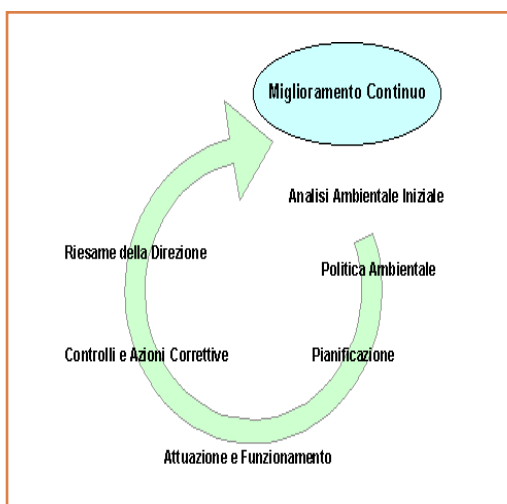 Miglioramento Continuo
Analisi Ambientale Iniziale
Politica Ambientale
Pianificazione
Attuazione e Funzionamento
Controlli e Azioni Correttive
Riesame della Direzione